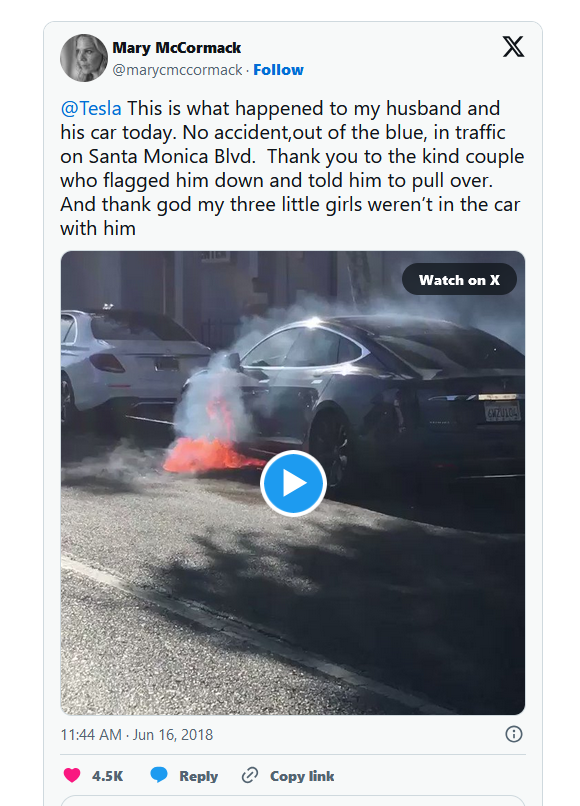 Mary McCormack
@marycmccormack · Follow
@Tesla This is what happened to my husband and
his car today. No accident,out of the blue, in traffic
on Santa Monica Blvd.  Thank you to the kind couple
who flagged him down and told him to pull over.
And thank god my three little girls weren’t in the car
with him
Watch on X
11:44 AM · Jun 16, 2018
4.5K Reply Copy link